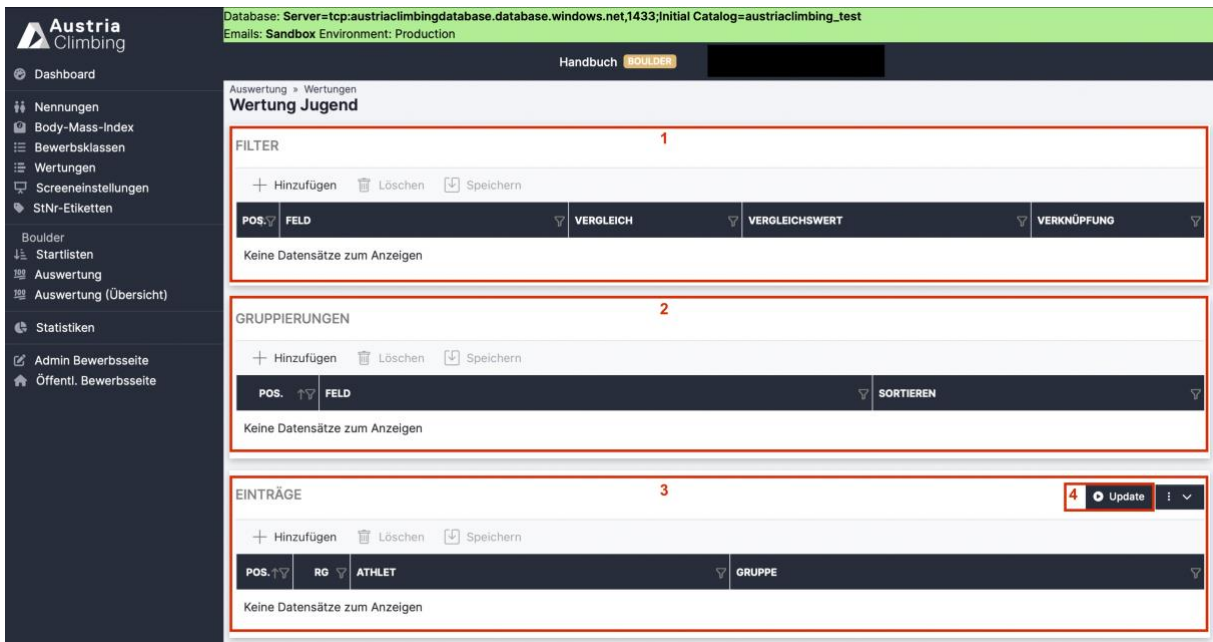 Austria
Climbing
Dashboard
Nennungen
Body-Mass-Index
Bewerbsklassen
Wertungen
Screeneinstellungen
StNr-Etiketten
Boulder
Startlisten
Auswertung
Auswertung (Übersicht)
Statistiken
Admin Bewerbsseite
Öffentl. Bewerbsseite
Database: Server=tcp:austriaclimbingdatabase.database.windows.net,1433;Initial Catalog=austriaclimbing_test
Emails: Sandbox Environment: Production
Handbuch BOULDER
Auswertung » Wertungen
Wertung Jugend
1
FILTER
Hinzufügen Löschen Speichern
POS. FELD VERGLEICH VERGLEICHSWERT VERKNÜPFUNG
Keine Datensätze zum Anzeigen
2
GRUPPIERUNGEN
Hinzufügen Löschen Speichern
POS. FELD SORTIEREN
Keine Datensätze zum Anzeigen
EINTRÄGE 3 4 Update
Hinzufügen Löschen Speichern
POS. RG ATHLET GRUPPE
Keine Datensätze zum Anzeigen